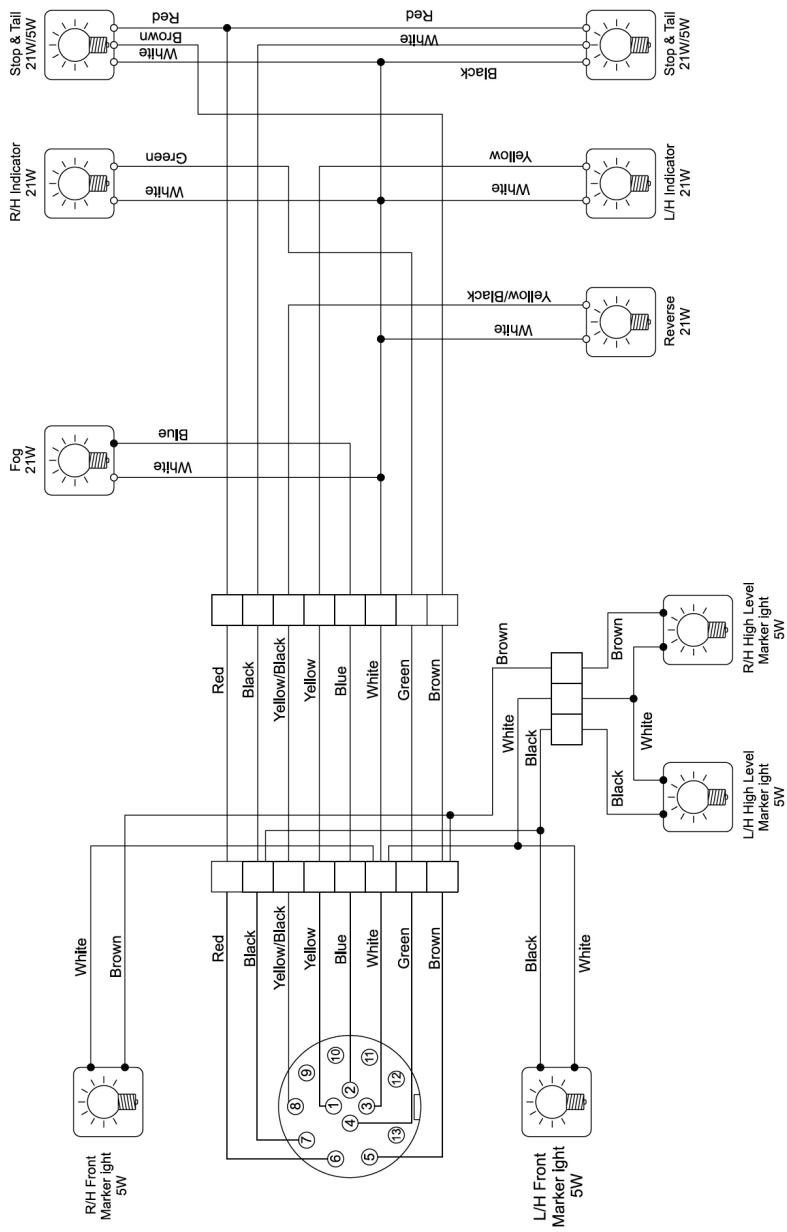 R/H Front
Marker ight
5W
Fog
21W
R/H Indicator
21W
Stop & Tail
21W/5W
White
Brown
White
Blue
White
Green
White
Brown
Red
Red
Black
Yellow/Black
Yellow
Blue
White
Green
Brown
Red
Black
Yellow/Black
Yellow
Blue
White
Green
Brown
1
2
3
4
5
6
7
8
9
10
11
12
13
Black
White
White
Black
Brown
Black
White
Brown
White
Yellow/Black
White
Yellow
Black
White
Red
L/H Front
Marker ight
5W
L/H High Level
Marker ight
5W
R/H High Level
Marker ight
5W
Reverse
21W
L/H Indicator
21W
Stop & Tail
21W/5W